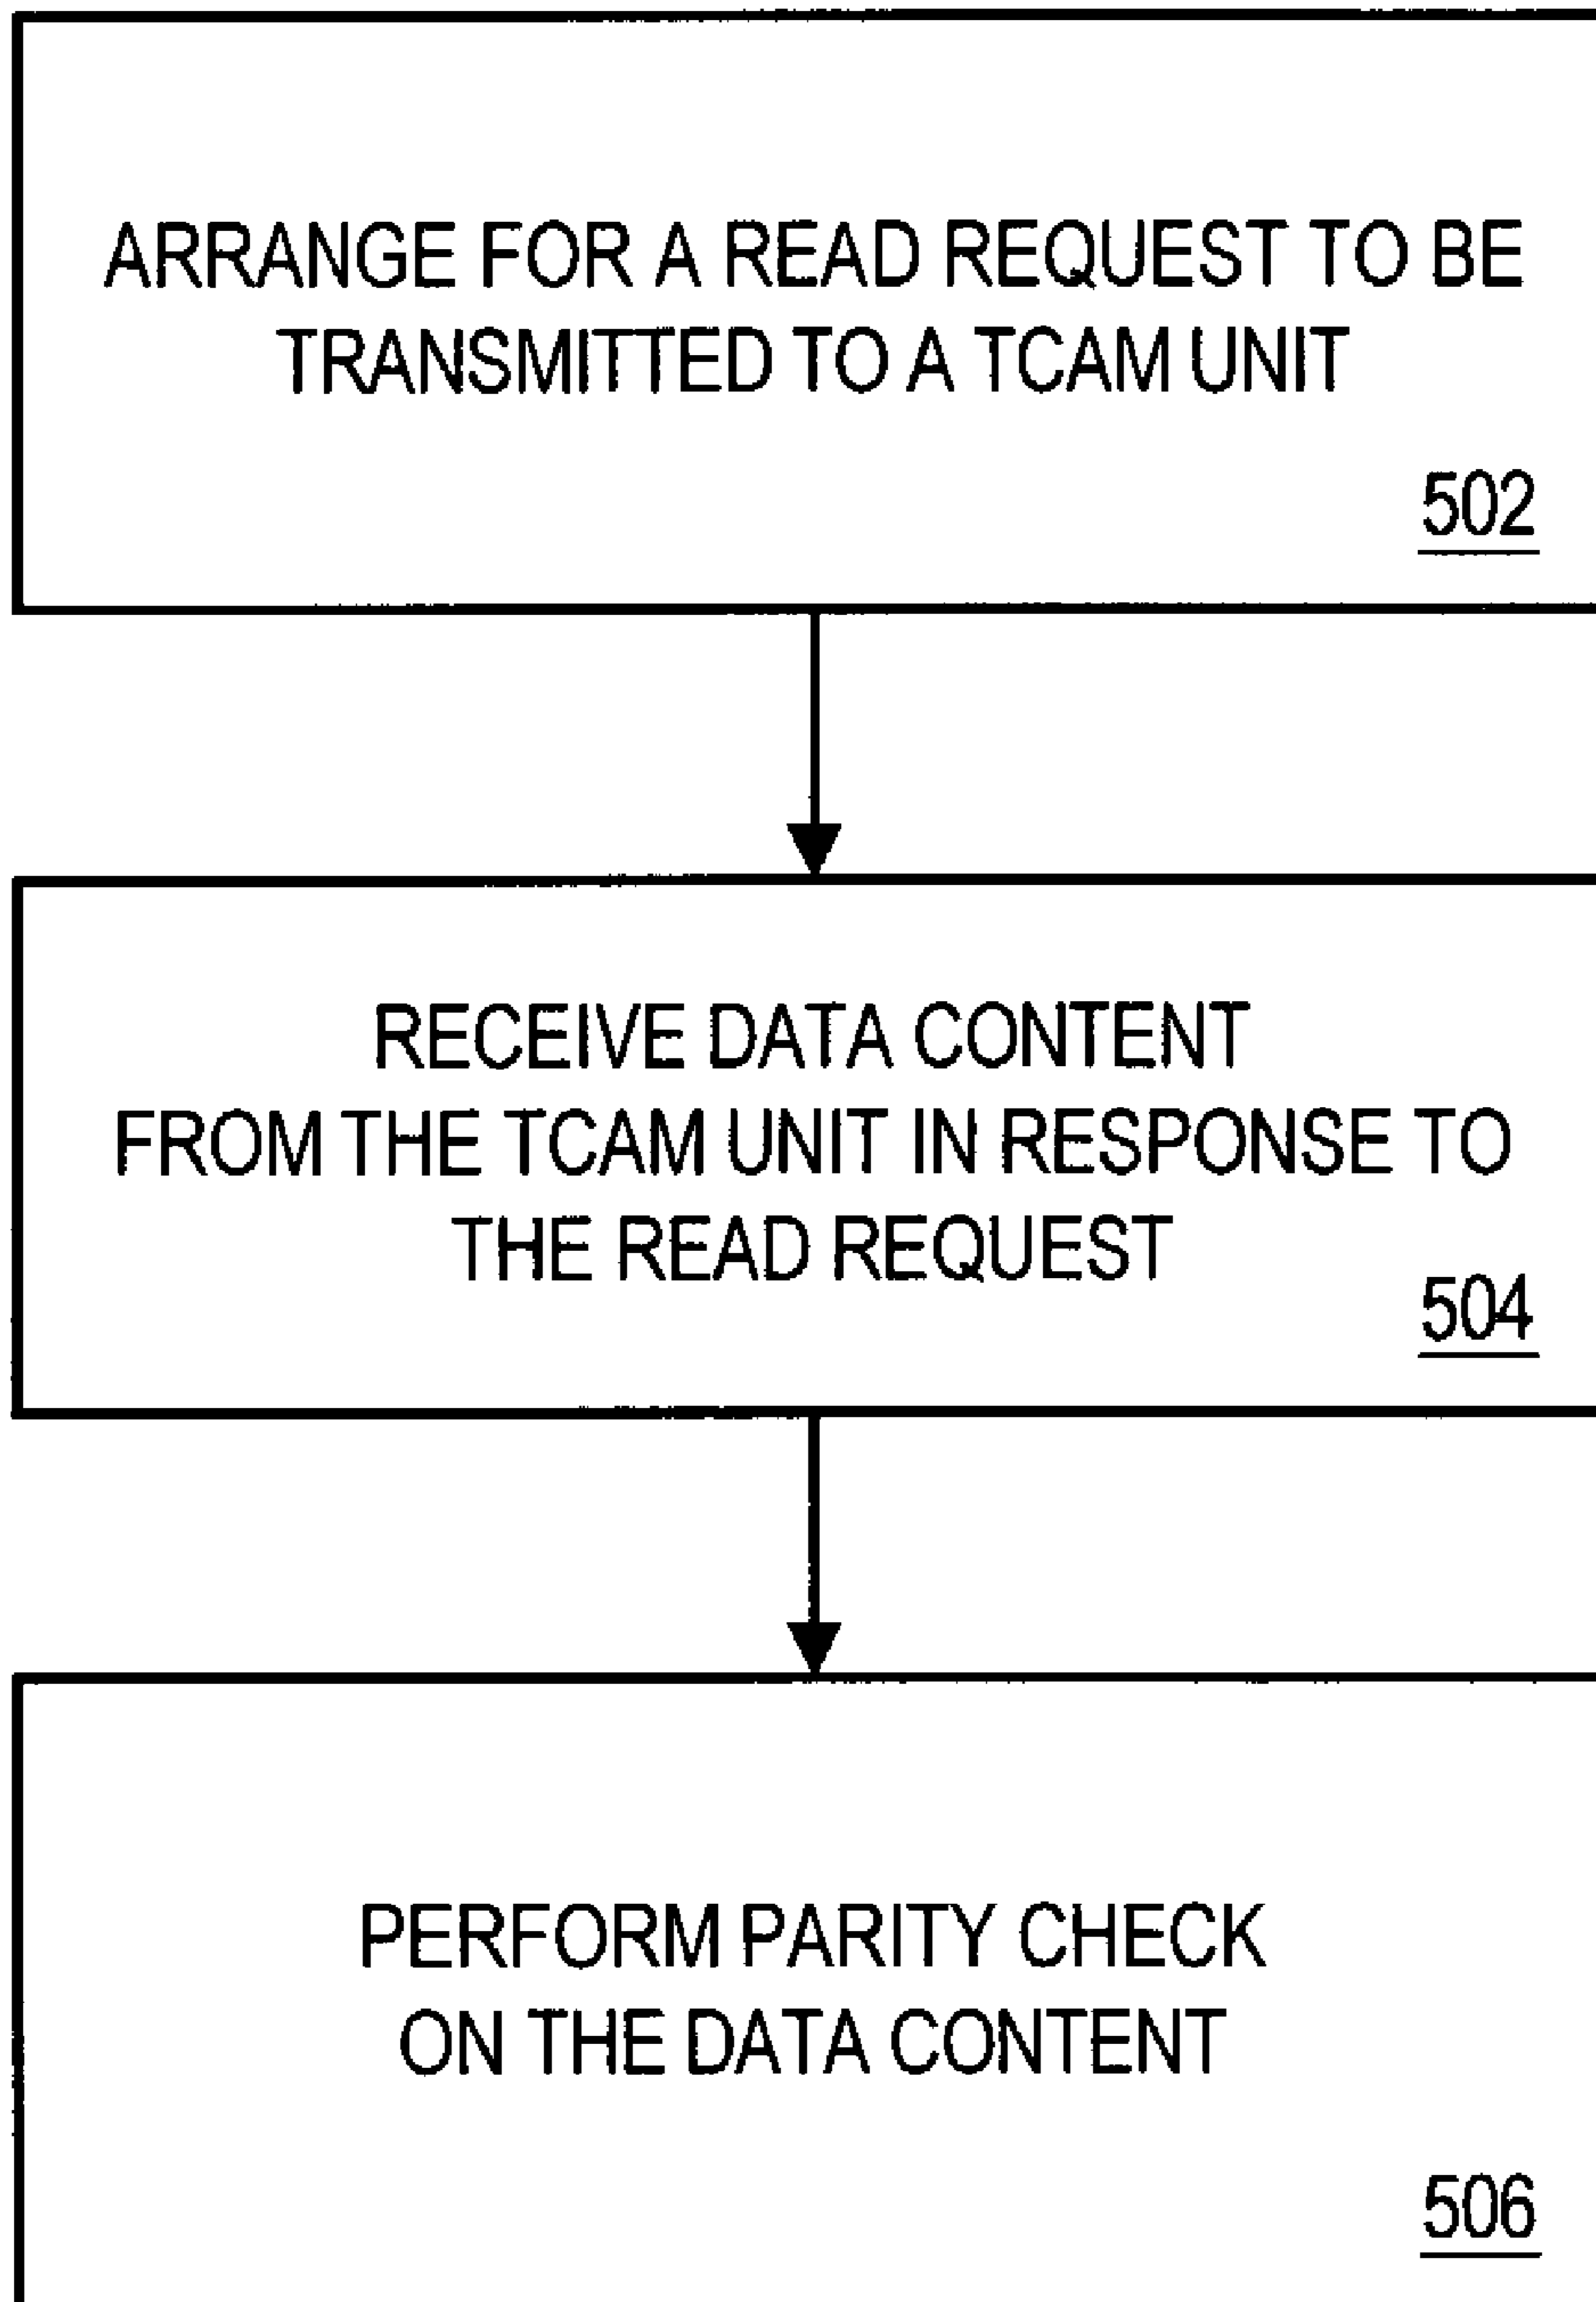 ARRANGE FOR A READ REQUEST TO BE
TRANSMITTED TO A TCAM UNIT
502
RECEIVE DATA CONTENT
FROM THE TCAM UNIT IN RESPONSE TO
THE READ REQUEST
504
PERFORM PARITY CHECK
ON THE DATA CONTENT
506